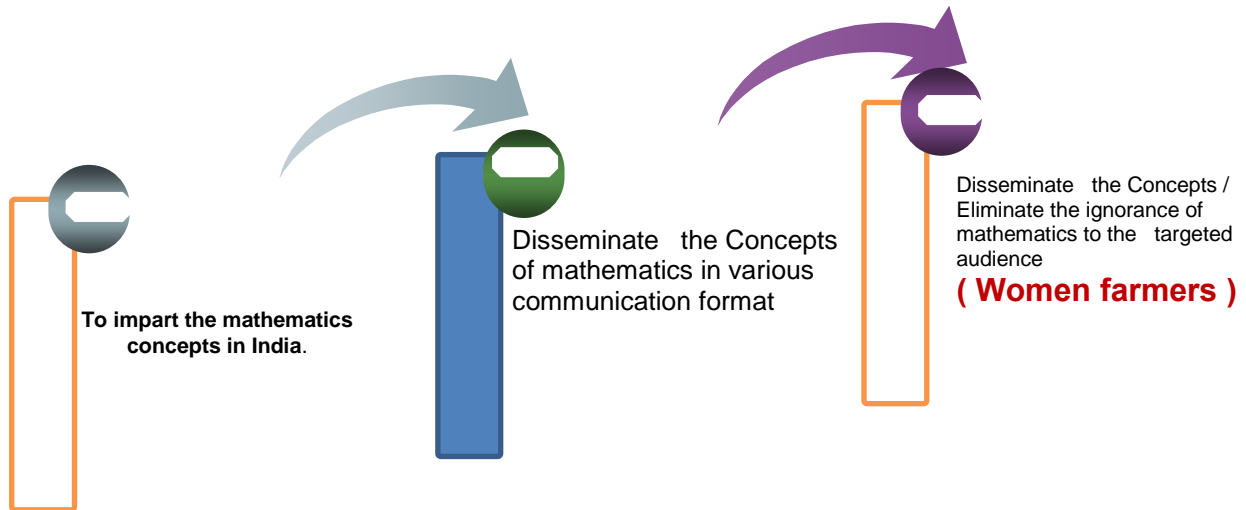 To impart the mathematics
concepts in India.
Disseminate the Concepts
of mathematics in various
communication format
Disseminate the Concepts /
Eliminate the ignorance of
mathematics to the targeted
audience
( Women farmers )